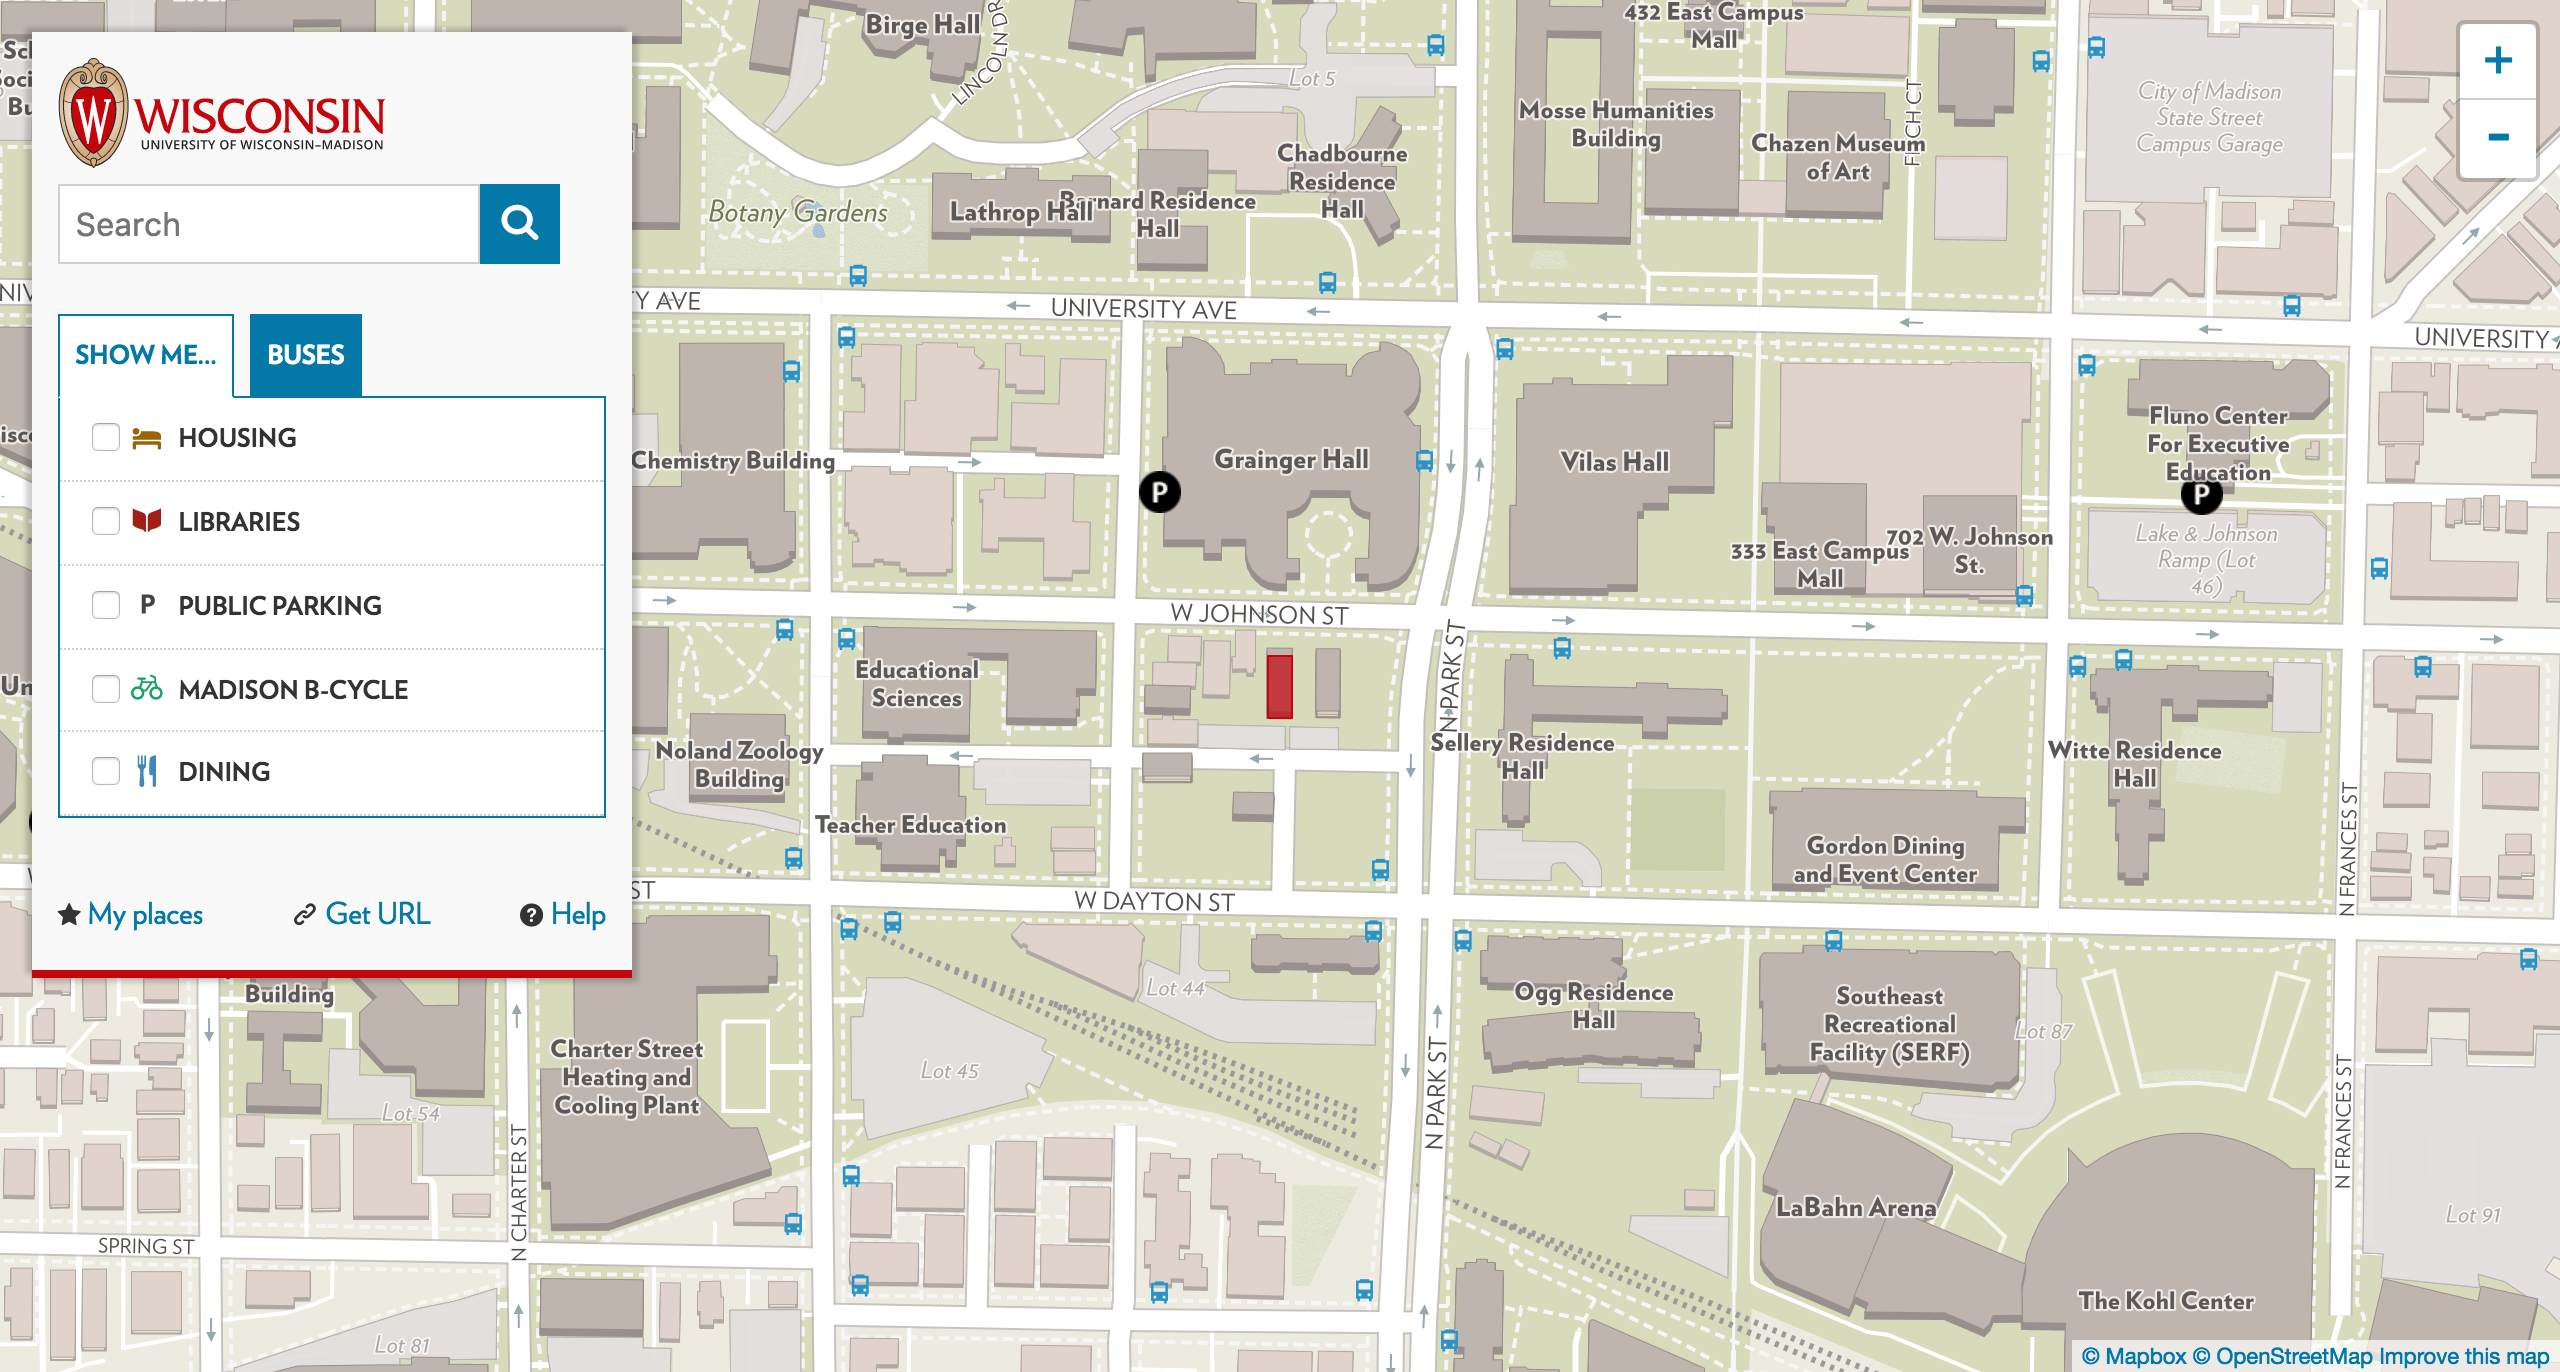 WISCONSIN
UNIVERSITY OF WISCONSIN–MADISON
Search
SHOW ME...
BUSES
HOUSING
LIBRARIES
P PUBLIC PARKING
MADISON B-CYCLE
DINING
My places
Get URL
Help
Birge Hall
LINCOLN DR
432 East Campus
Mall
Lot 5
+
-
City of Madison
State Street
Campus Garage
Mosse Humanities
Building
Chazen Museum
of Art
FITCH CT
Chadbourne
Residence
Hall
Botany Gardens
Lathrop Hall
Barnard Residence
Hall
Y AVE
UNIVERSITY AVE
UNIVERSITY
Chemistry Building
Grainger Hall
P
Vilas Hall
Fluno Center
For Executive
Education
P
Lake & Johnson
Ramp (Lot
46)
333 East Campus
Mall
702 W. Johnson
St.
W JOHNSON ST
N PARK ST
Educational
Sciences
Noland Zoology
Building
Teacher Education
Sellery Residence
Hall
Witte Residence
Hall
Gordon Dining
and Event Center
N FRANCES ST
ST
W DAYTON ST
Building
Lot 44
Lot 45
Charter Street
Heating and
Cooling Plant
Lot 54
N CHARTER ST
Ogg Residence
Hall
Southeast
Recreational
Facility (SERF)
Lot 87
N PARK ST
N FRANCES ST
LaBahn Arena
Lot 91
SPRING ST
The Kohl Center
Lot 81
© Mapbox © OpenStreetMap Improve this map